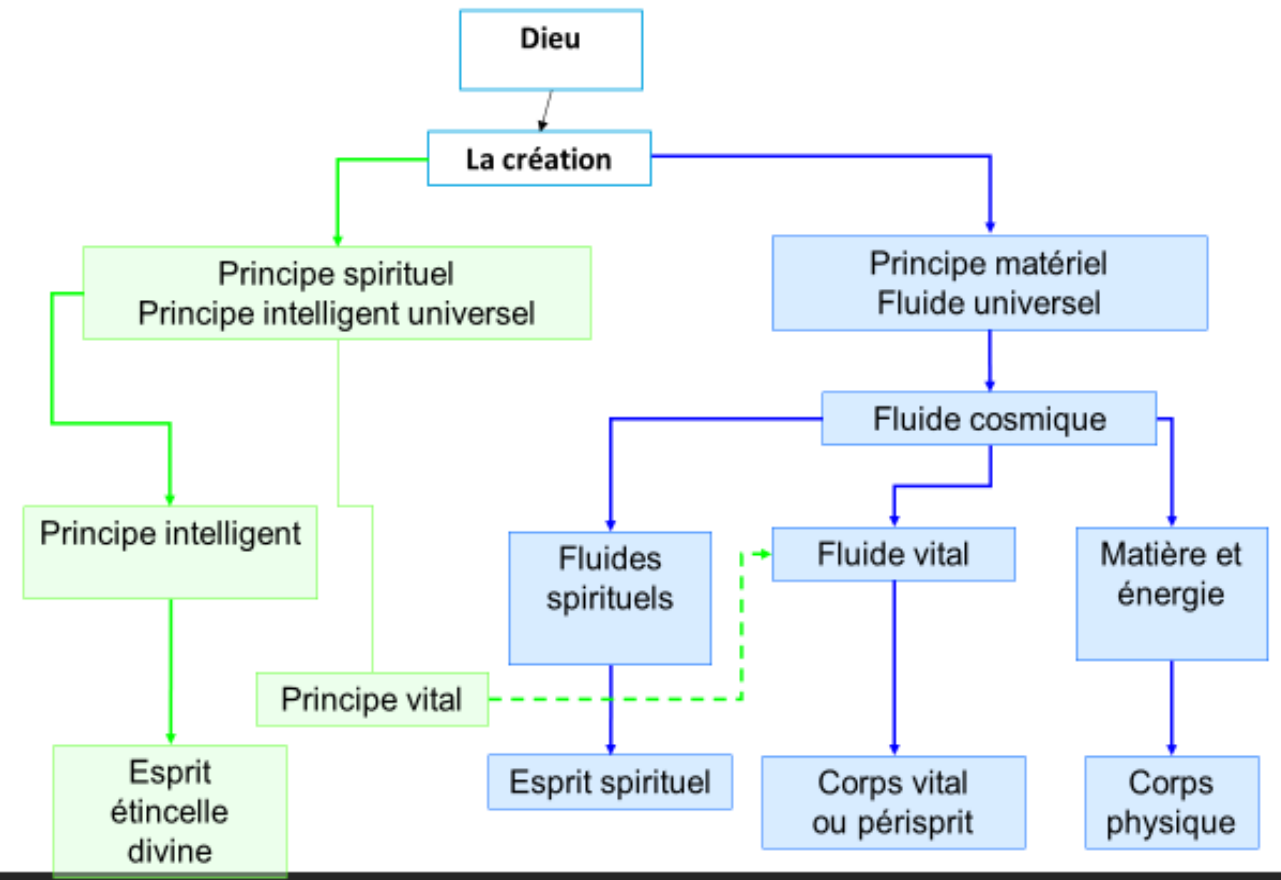 Dieu
La création
Principe spirituel
Principe intelligent universel
Principe matériel
Fluide universel
Fluide cosmique
Principe intelligent
Fluides
spirituels
Fluide vital
Matière et
énergie
Principe vital
Esprit
étincelle
divine
Esprit spirituel
Corps vital
ou périsprit
Corps
physique